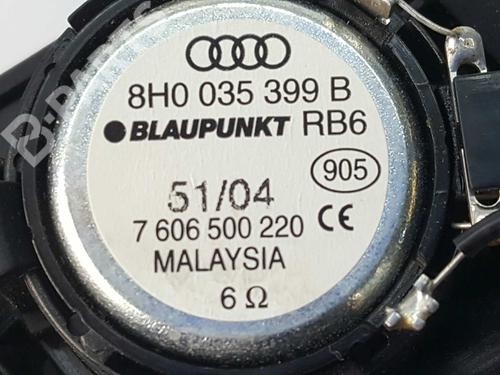 8H0 035 399 B
BLAUPUNKT RB6
905
51/04
7 606 500 220 CE
MALAYSIA
6 Ω